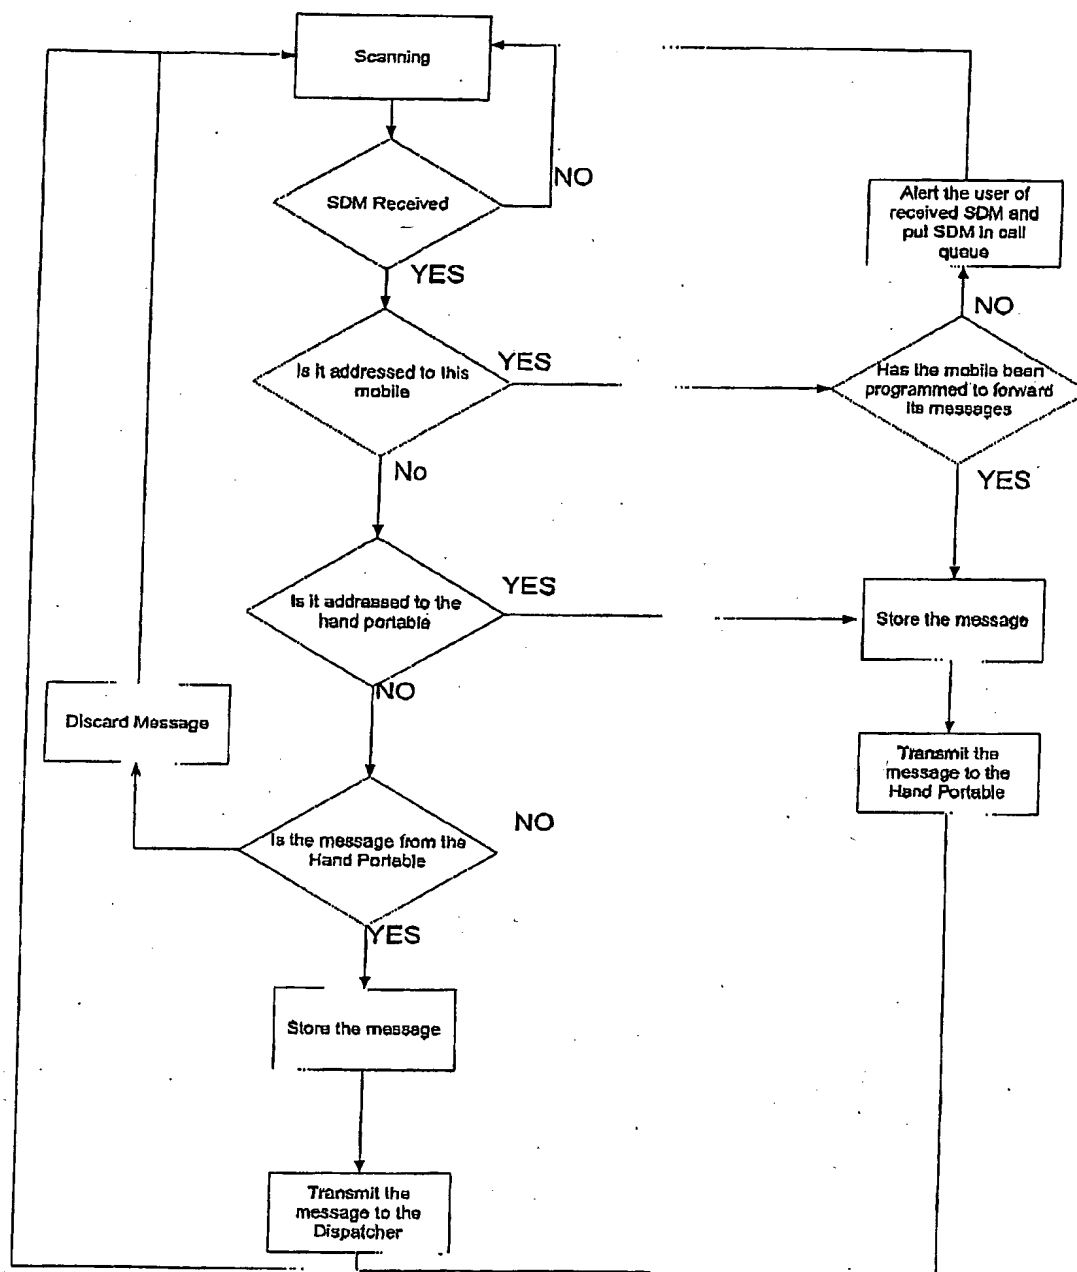 Scanning
NO
SDM Received
Alert the user of
received SDM and
put SDM in call
queue
YES
NO
Is it addressed to this
mobile
YES
Has the mobile been
programmed to forward
its messages
No
YES
Is it addressed to the
hand portable
YES
Store the message
NO
Discard Message
Transmit the
message to the
Hand Portable
NO
Is the message from the
Hand Portable
YES
Store the message
Transmit the
message to the
Dispatcher